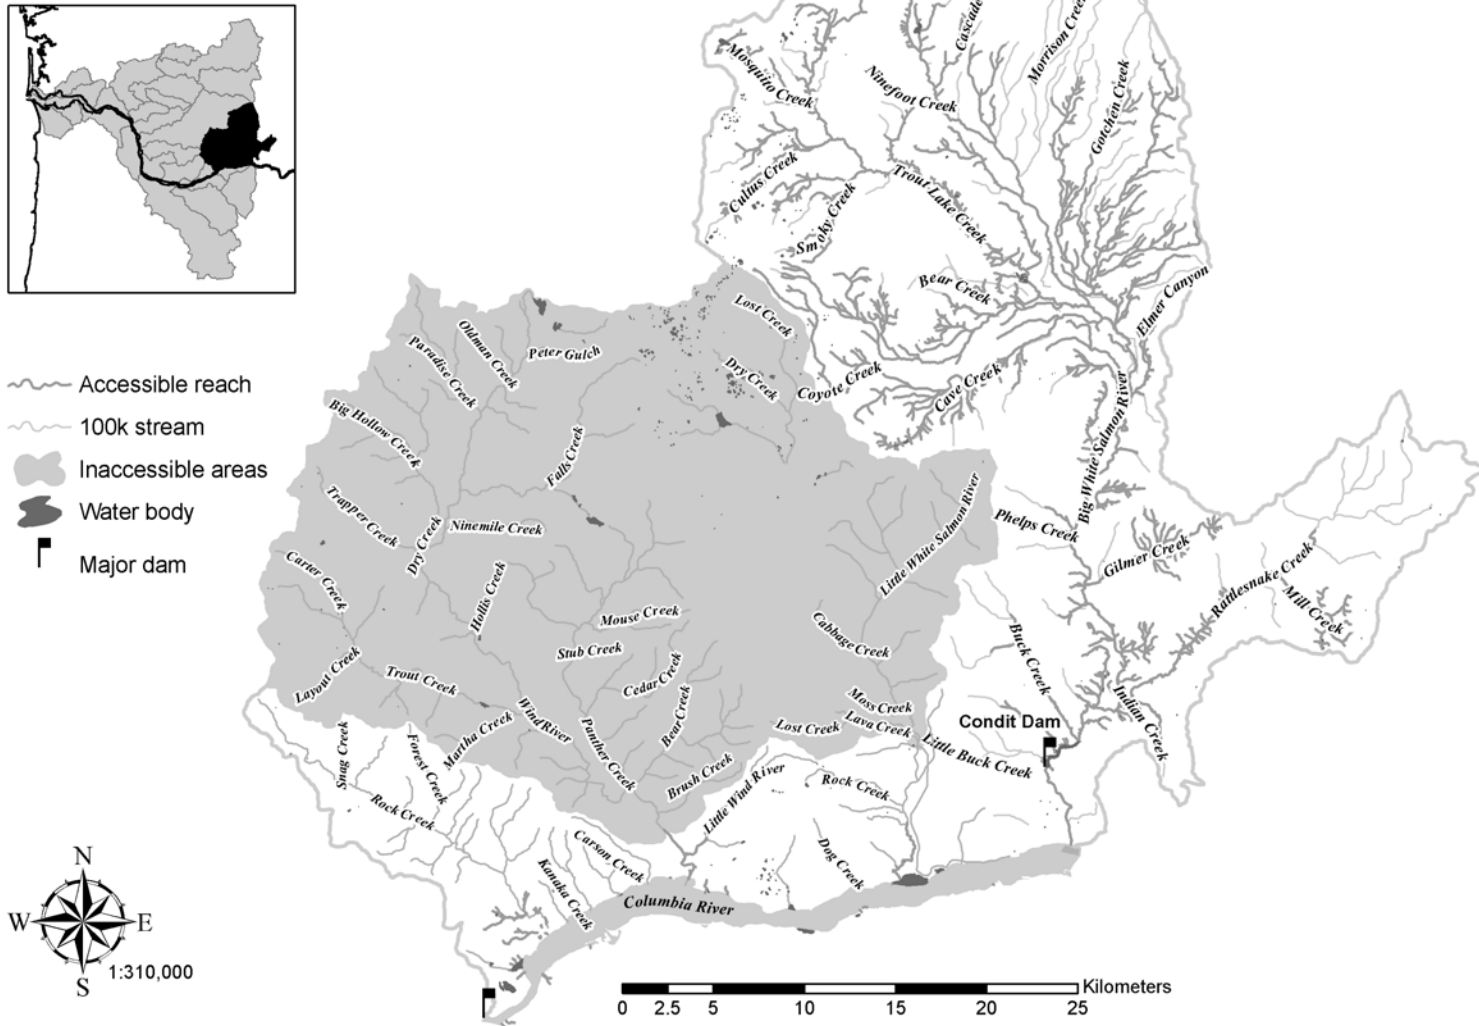 Cascade
Morrison Creek
Mosquito Creek
Ninefoot Creek
Gotchen Creek
Cultus Creek
Trout Lake Creek
Smoky Creek
Bear Creek
Elmer Canyon
Lost Creek
Oldman Creek
Peter Gulch
Paradise Creek
Dry Creek
Coyote Creek
Cave Creek
Accessible reach
100k stream
Inaccessible areas
Water body
Major dam
Big Hollow Creek
Falls Creek
Big White Salmon River
Trapper Creek
Dry Creek
Ninemile Creek
Little White Salmon River
Phelps Creek
Gilmer Creek
Rattlesnake Creek
Mill Creek
Carter Creek
Hollis Creek
Mouse Creek
Cabbage Creek
Stub Creek
Buck Creek
Layout Creek
Trout Creek
Cedar Creek
Bear Creek
Moss Creek
Indian Creek
Wind River
Lost Creek
Lava Creek
Condit Dam
Martha Creek
Panther Creek
Little Buck Creek
Snag Creek
Forest Creek
Brush Creek
Little Wind River
Rock Creek
Rock Creek
Carson Creek
Dog Creek
Kanaka Creek
Columbia River
N
W E
S
1:310,000
Kilometers
0 2.5 5 10 15 20 25